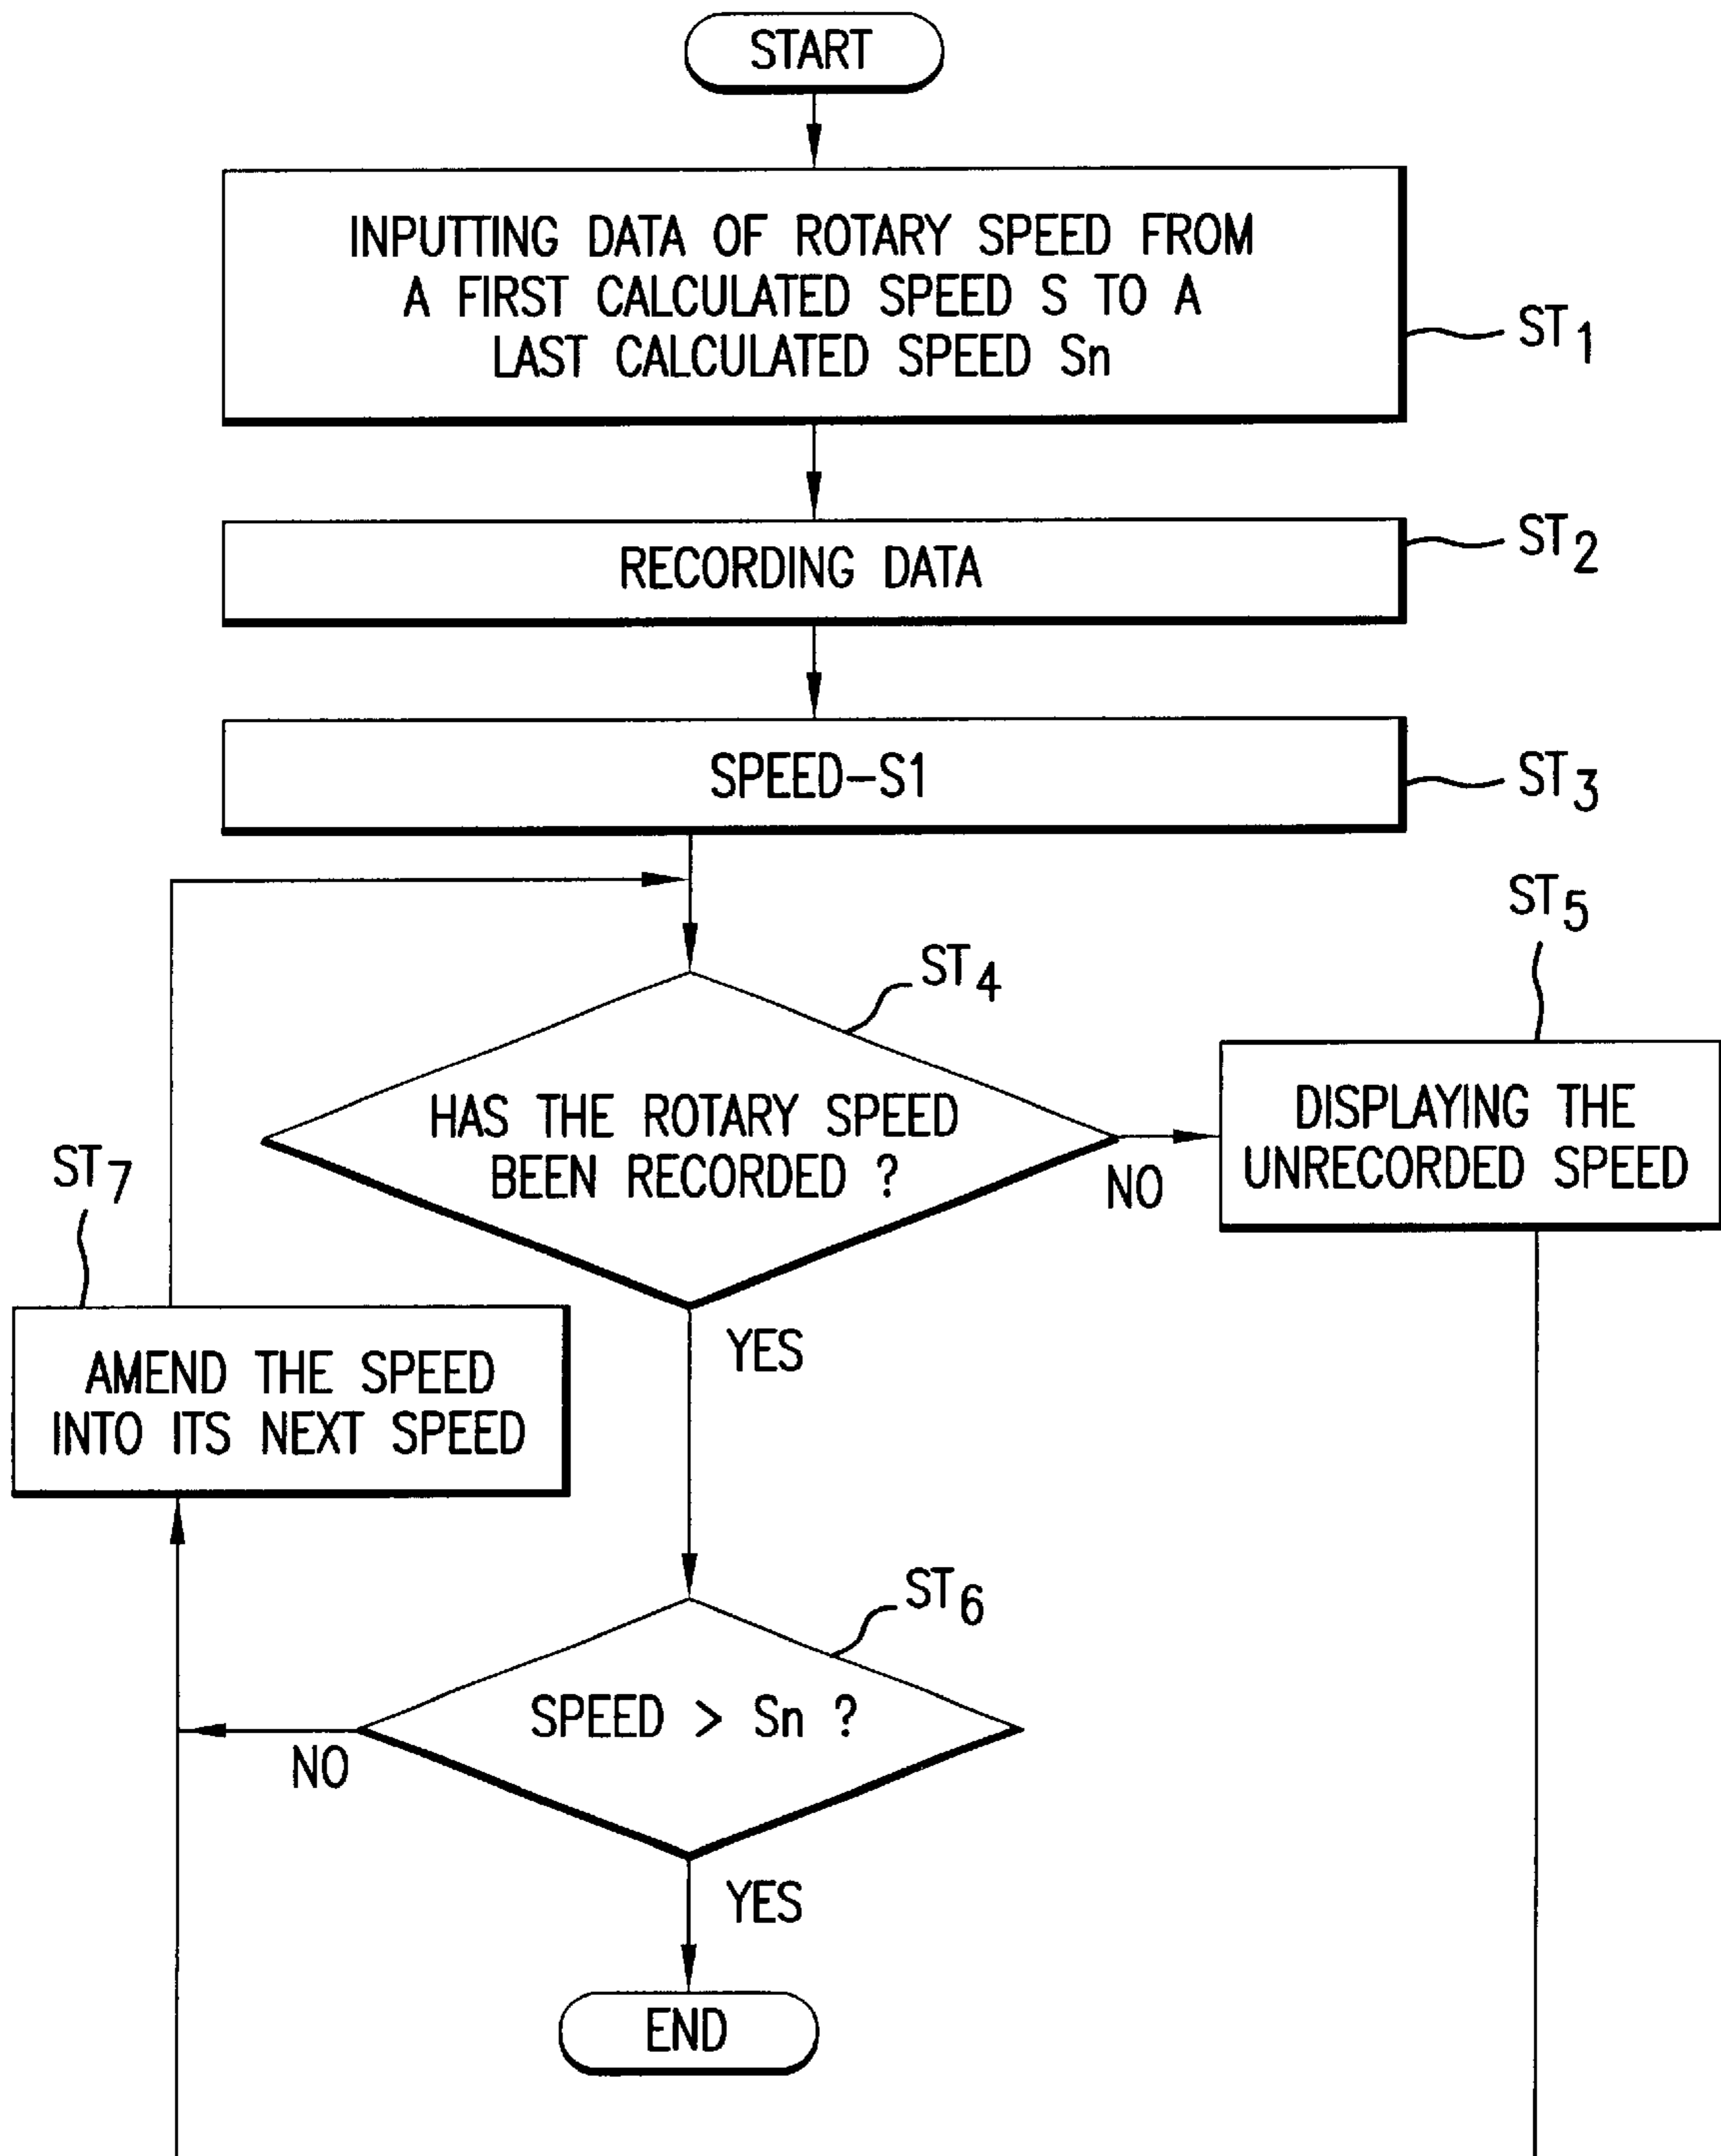 START
INPUTTING DATA OF ROTARY SPEED FROM
A FIRST CALCULATED SPEED S TO A
LAST CALCULATED SPEED Sn
ST1
RECORDING DATA
ST2
SPEED-S1
ST3
ST4
HAS THE ROTARY SPEED
BEEN RECORDED ?
NO
YES
ST5
DISPLAYING THE
UNRECORDED SPEED
ST7
AMEND THE SPEED
INTO ITS NEXT SPEED
ST6
SPEED > Sn ?
NO
YES
END